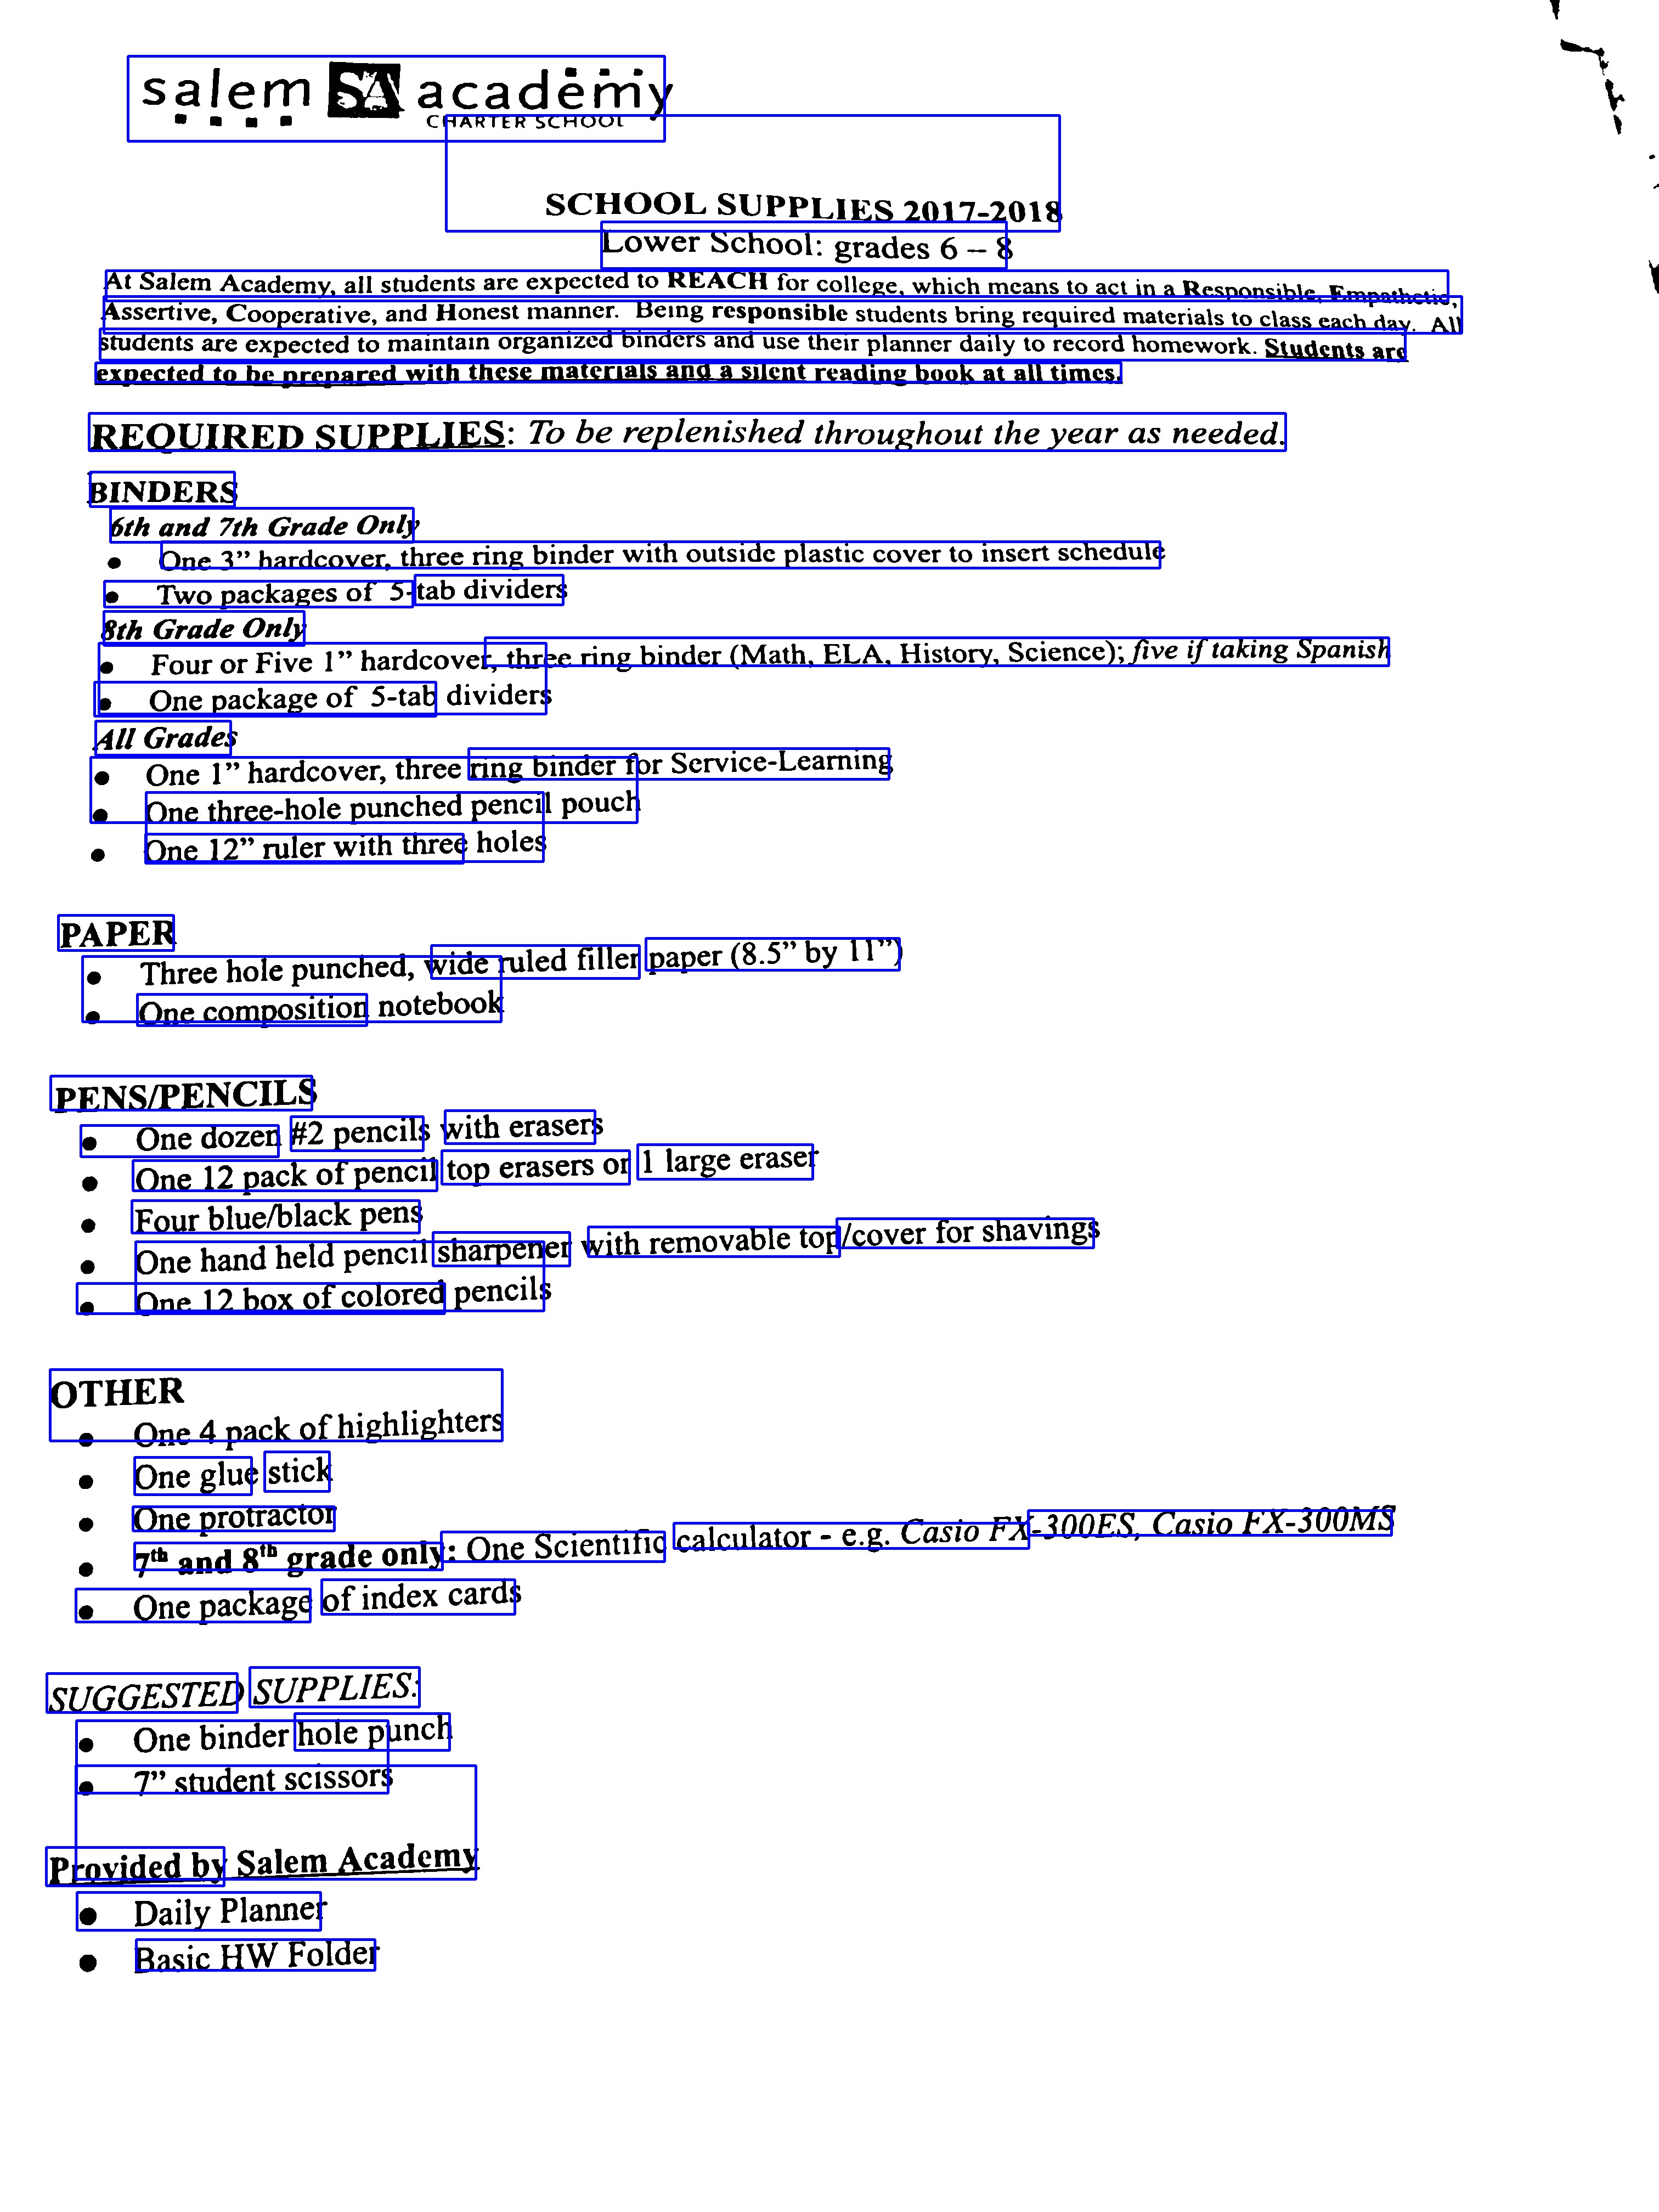 salem SA academy
CHARTER SCHOOL
SCHOOL SUPPLIES 2017-2018
Lower School: grades 6 – 8
At Salem Academy, all students are expected to REACH for college, which means to act in a Responsible, Empathetic,
Assertive, Cooperative, and Honest manner. Being responsible students bring required materials to class each day. All
students are expected to maintain organized binders and use their planner daily to record homework. Students are
expected to be prepared with these materials and a silent reading book at all times.
REQUIRED SUPPLIES: To be replenished throughout the year as needed.
BINDERS
6th and 7th Grade Only
• One 3” hardcover, three ring binder with outside plastic cover to insert schedule
• Two packages of 5-tab dividers
8th Grade Only
• Four or Five 1” hardcover, three ring binder (Math, ELA, History, Science); five if taking Spanish
• One package of 5-tab dividers
All Grades
• One 1” hardcover, three ring binder for Service-Learning
• One three-hole punched pencil pouch
• One 12” ruler with three holes
PAPER
• Three hole punched, wide ruled filler paper (8.5” by 11”)
• One composition notebook
PENS/PENCILS
• One dozen #2 pencils with erasers
• One 12 pack of pencil top erasers or 1 large eraser
• Four blue/black pens
• One hand held pencil sharpener with removable top/cover for shavings
• One 12 box of colored pencils
OTHER
• One 4 pack of highlighters
• One glue stick
• One protractor
• 7th and 8th grade only: One Scientific calculator - e.g. Casio FX-300ES, Casio FX-300MS
• One package of index cards
SUGGESTED SUPPLIES:
• One binder hole punch
• 7” student scissors
Provided by Salem Academy
• Daily Planner
• Basic HW Folder